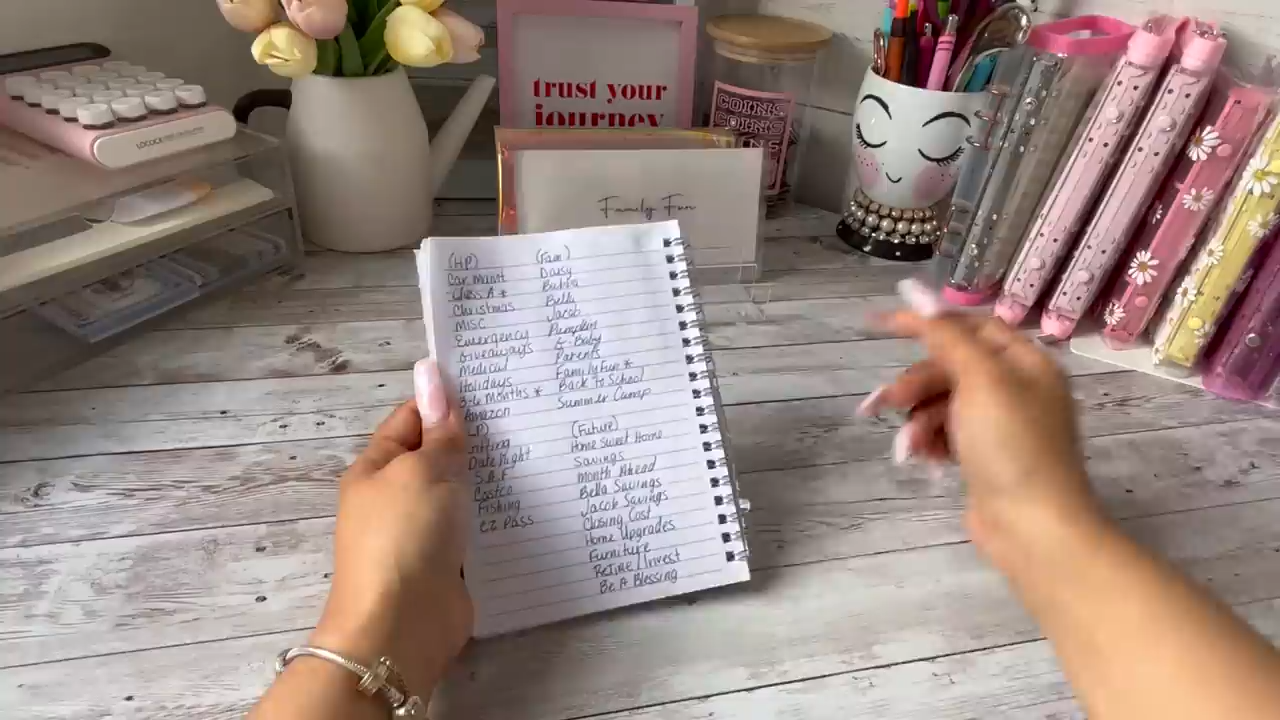 trust your
journey
COINS
COINS
Family Fun
(HP)
Car Maint
Class A *
Christmas
MISC
Emergency
Giveaways
Medical
Holidays
3-6 Months *
Amazon
Date Night
S.A.F
Costco
Fishing
EZ Pass
(Fam)
Daisy
Bubba
Bella
Jacob
Pumpkin
G-Baby
Parents
Family Fun *
Back To School
Summer Camp
(Future)
Home Sweet Home
Savings
Month Ahead
Bella Savings
Jacob Savings
Closing Cost
Home Upgrades
Furniture
Retire/Invest
Be A Blessing